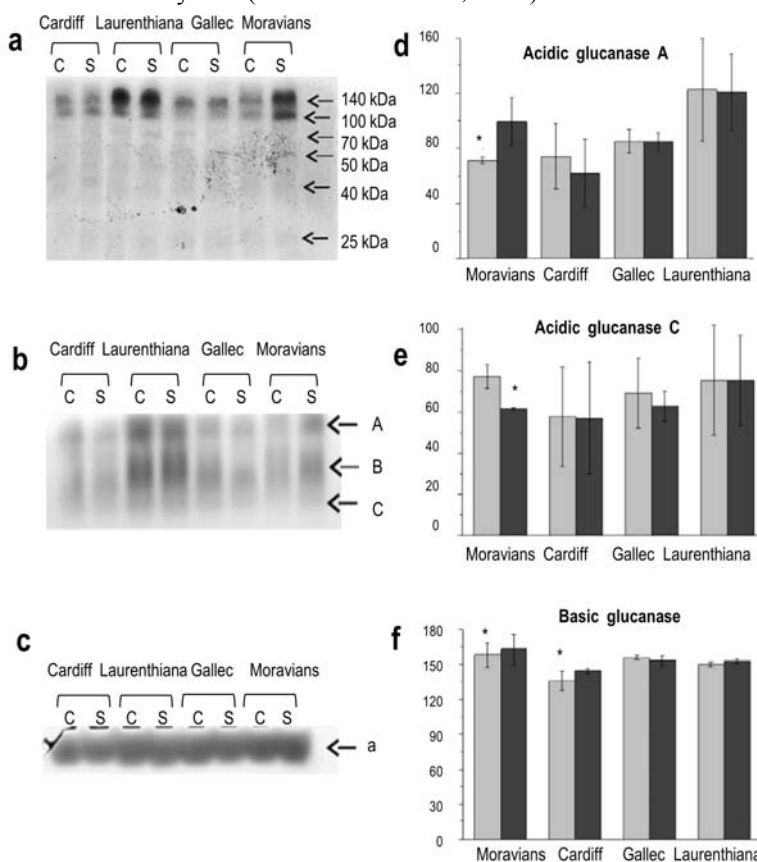 a
Cardiff Laurenthiana Gallec Moravians
C S C S C S C S
140 kDa
100 kDa
70 kDa
50 kDa
40 kDa
25 kDa
b
Cardiff Laurenthiana Gallec Moravians
C S C S C S C S
A
B
C
c
Cardiff Laurenthiana Gallec Moravians
C S C S C S C S
a
d
Acidic glucanase A
160
120
80
40
0
*
Moravians Cardiff Gallec Laurenthiana
e
Acidic glucanase C
100
80
60
40
20
0
*
Moravians Cardiff Gallec Laurenthiana
f
Basic glucanase
180
150
120
90
60
30
0
* *
Moravians Cardiff Gallec Laurenthiana